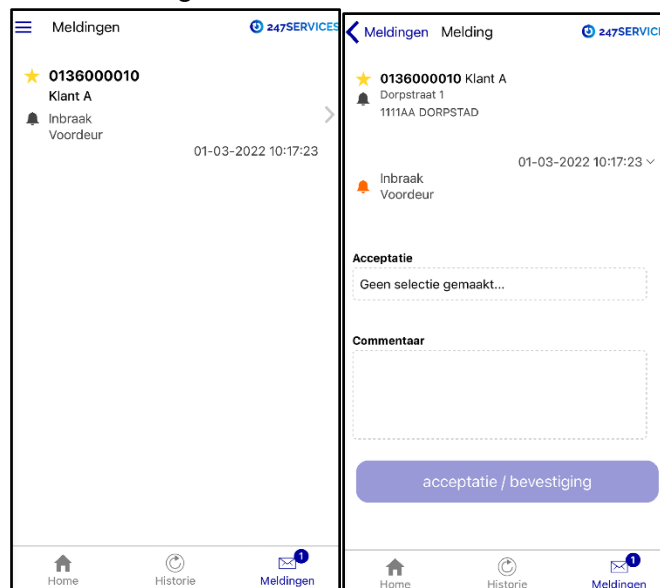 Meldingen
247SERVICES
0136000010
Klant A
Inbraak
Voordeur
01-03-2022 10:17:23
Home
Historie
1
Meldingen
Meldingen Melding
247SERVICE
0136000010 Klant A
Dorpstraat 1
1111AA DORPSTAD
01-03-2022 10:17:23
Inbraak
Voordeur
Acceptatie
Geen selectie gemaakt...
Commentaar
acceptatie / bevestiging
Home
Historie
1
Meldingen